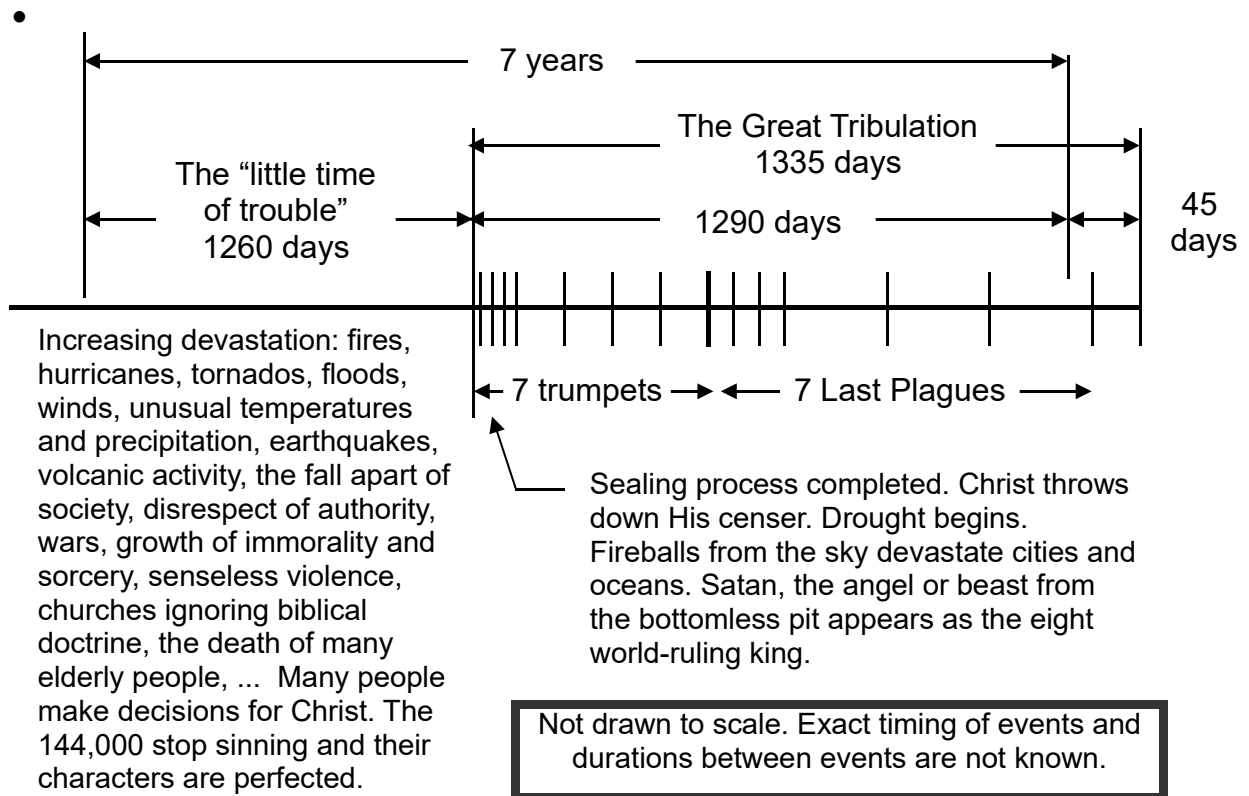 •
7 years
The Great Tribulation
1335 days
The “little time
of trouble”
1260 days
1290 days
45
days
Increasing devastation: fires,
hurricanes, tornados, floods,
winds, unusual temperatures
and precipitation, earthquakes,
volcanic activity, the fall apart of
society, disrespect of authority,
wars, growth of immorality and
sorcery, senseless violence,
churches ignoring biblical
doctrine, the death of many
elderly people, ... Many people
make decisions for Christ. The
144,000 stop sinning and their
characters are perfected.
7 trumpets
7 Last Plagues
Sealing process completed. Christ throws
down His censer. Drought begins.
Fireballs from the sky devastate cities and
oceans. Satan, the angel or beast from
the bottomless pit appears as the eight
world-ruling king.
Not drawn to scale. Exact timing of events and
durations between events are not known.